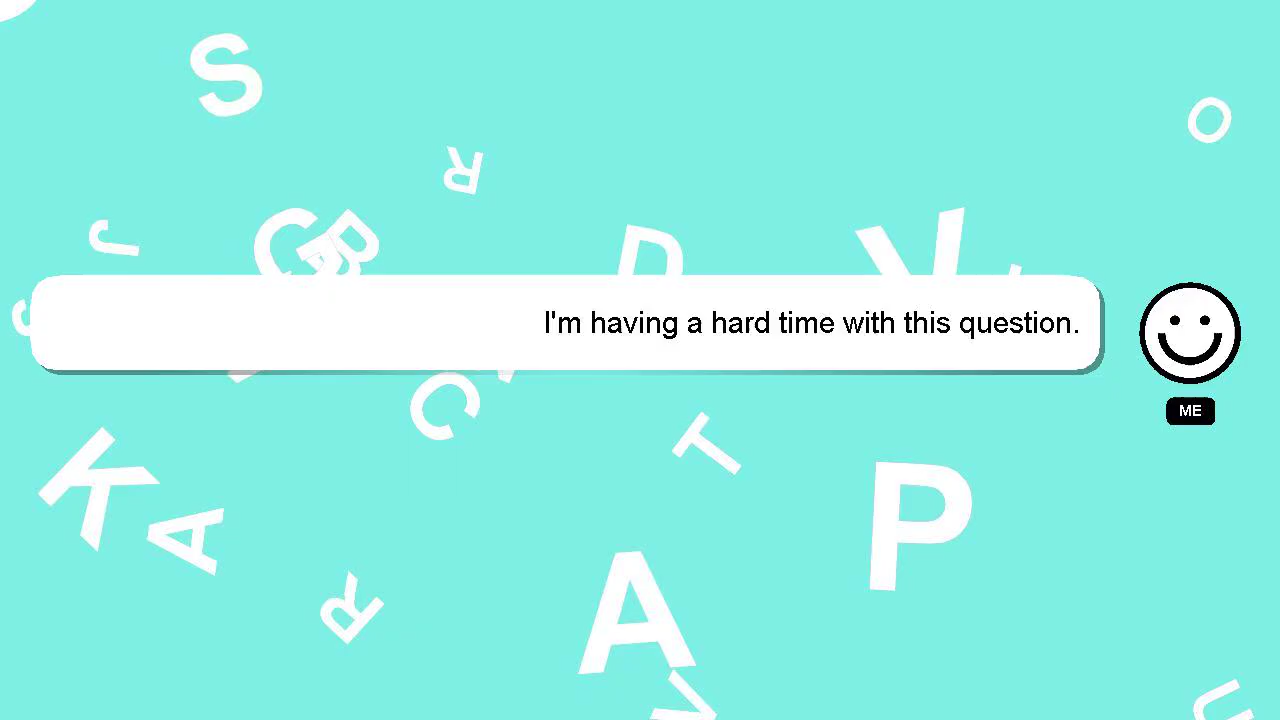 S
O
R
J
G
B
D
V
I'm having a hard time with this question.
ME
C
T
K
P
A
R
A